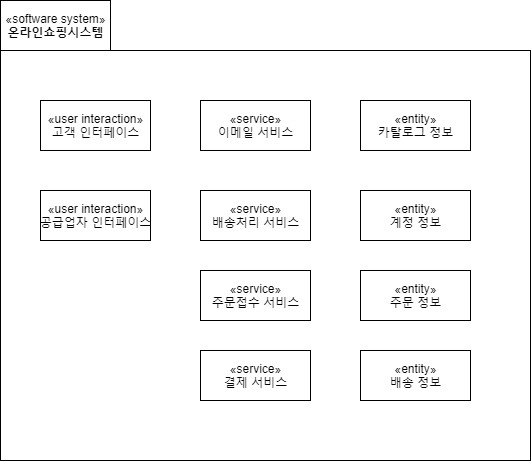 «software system»
온라인쇼핑시스템
«user interaction»
고객 인터페이스
«service»
이메일 서비스
«entity»
카탈로그 정보
«user interaction»
공급업자 인터페이스
«service»
배송처리 서비스
«entity»
계정 정보
«service»
주문접수 서비스
«entity»
주문 정보
«service»
결제 서비스
«entity»
배송 정보